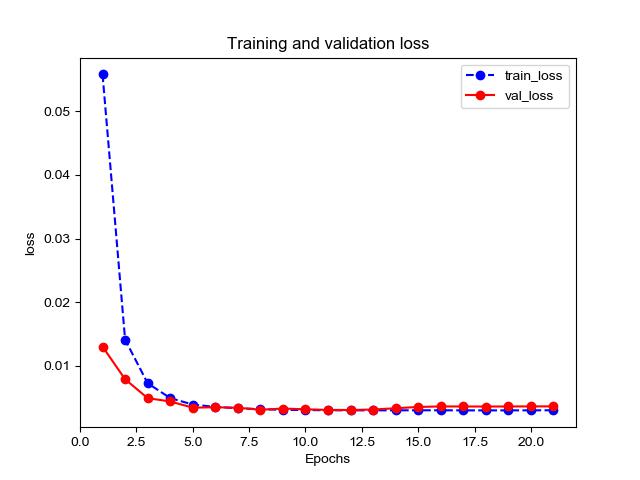 Training and validation loss
train_loss
val_loss
0.05
0.04
0.03
0.02
0.01
loss
0.0 2.5 5.0 7.5 10.0 12.5 15.0 17.5 20.0
Epochs